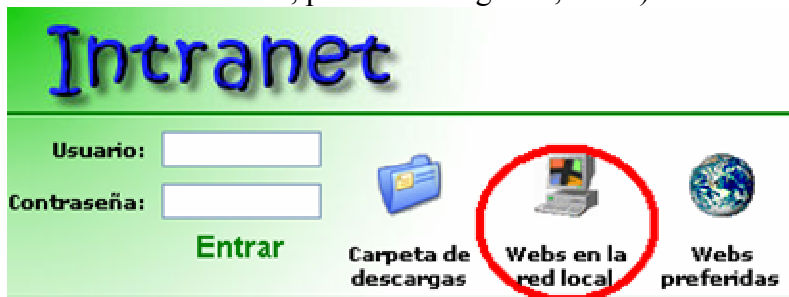 Intranet
Usuario:
Contraseña:
Entrar
Carpeta de
descargas
Webs en la
red local
Webs
preferidas